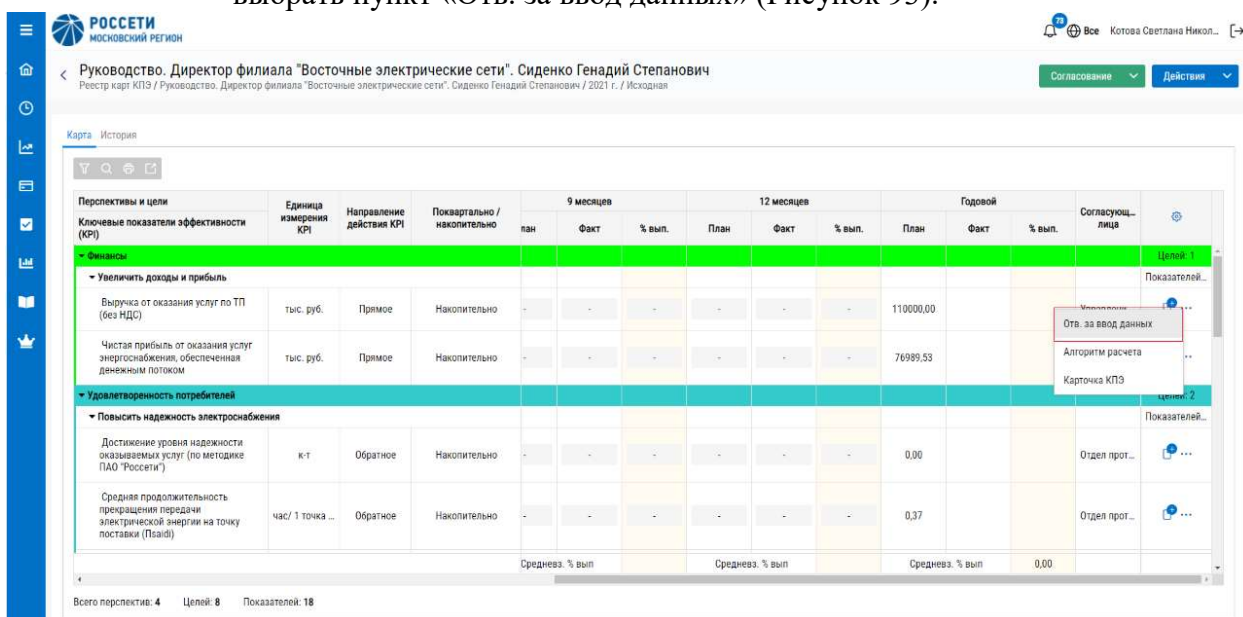 выбрать пункт «Отв. за ввод данных» (Рисунок 93).
РОССЕТИ
МОСКОВСКИЙ РЕГИОН
73
Все Котова Светлана Никол...
Руководство. Директор филиала "Восточные электрические сети". Сиденко Генадий Степанович
Реестр карт КПЭ / Руководство. Директор филиала "Восточные электрические сети". Сиденко Генадий Степанович / 2021 г. / Исходная
Согласование
Действия
Карта История
Перспективы и цели
Ключевые показатели эффективности
(KPI)
Единица
измерения
KPI
Направление
действия KPI
Поквартально /
накопительно
9 месяцев
12 месяцев
Годовой
лан Факт % вып. План Факт % вып. План Факт % вып.
Согласующ...
лица
Финансы Целей: 1
Увеличить доходы и прибыль Показателей...
Выручка от оказания услуг по ТП
(без НДС)
тыс. руб. Прямое Накопительно - - - - - - 110000,00
Отв. за ввод данных
Алгоритм расчета
Карточка КПЭ
Чистая прибыль от оказания услуг
энергоснабжения, обеспеченная
денежным потоком
тыс. руб. Прямое Накопительно - - - - - - 76989,53
Удовлетворенность потребителей Целей: 2
Повысить надежность электроснабжения Показателей...
Достижение уровня надежности
оказываемых услуг (по методике
ПАО "Россети")
к-т Обратное Накопительно - - - - - - 0,00 Отдел прот... ...
Средняя продолжительность
прекращения передачи
электрической энергии на точку
поставки (Пsaidi)
час/ 1 точка ... Обратное Накопительно - - - - - - 0,37 Отдел прот... ...
Средневз. % вып Средневз. % вып Средневз. % вып 0,00
Всего перспектив: 4 Целей: 8 Показателей: 18